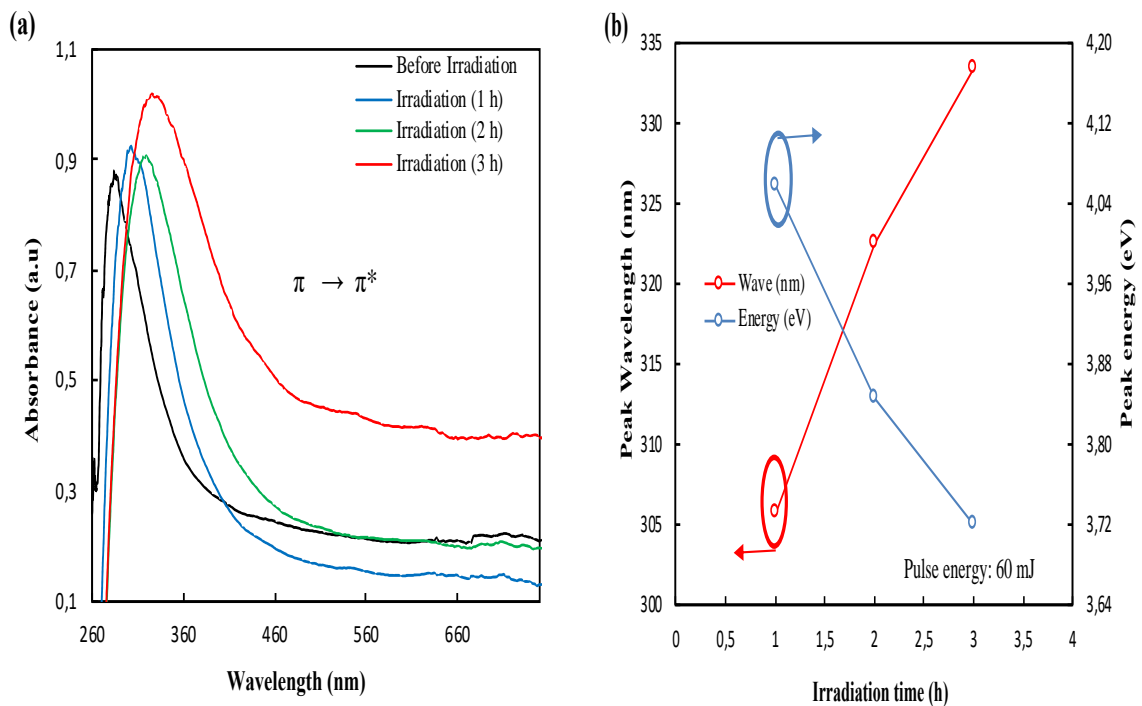 (a)
1,1
0,9
0,7
0,5
0,3
0,1
Absorbance (a.u)
Before Irradiation
Irradiation (1 h)
Irradiation (2 h)
Irradiation (3 h)
π → π*
260
360
460
560
660
Wavelength (nm)
(b)
335
330
325
320
315
310
305
300
Peak Wavelength (nm)
Wave (nm)
Energy (eV)
Pulse energy: 60 mJ
4,20
4,12
4,04
3,96
3,88
3,80
3,72
3,64
Peak energy (eV)
0
0,5
1
1,5
2
2,5
3
3,5
4
Irradiation time (h)